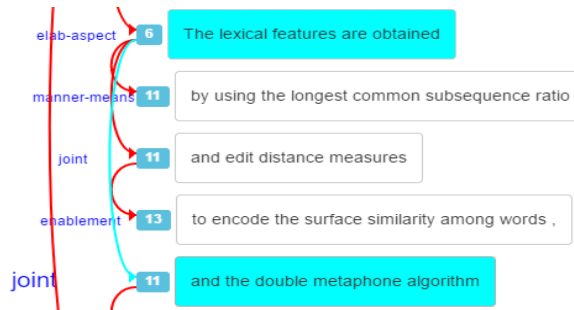 elab-aspect 6 The lexical features are obtained
manner-means 11 by using the longest common subsequence ratio
joint 11 and edit distance measures
enablement 13 to encode the surface similarity among words ,
joint 11 and the double metaphone algorithm